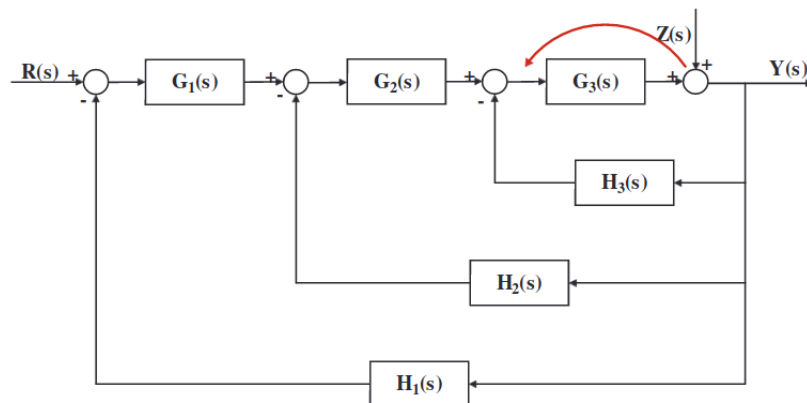 Z(s)
R(s) + G₁(s) + G₂(s) + G₃(s) + + Y(s)
- - -
H₃(s)
H₂(s)
H₁(s)